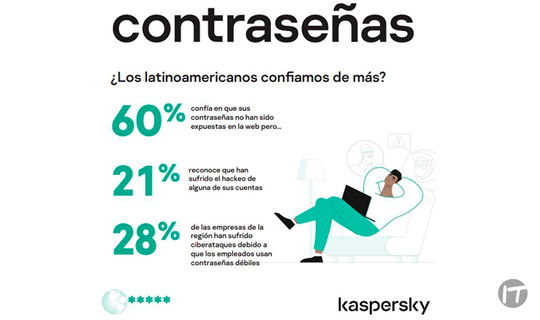 contraseñas
¿Los latinoamericanos confiamos de más?
60%
confía en que sus
contraseñas no han sido
expuestas en la web pero...
21%
reconoce que han
sufrido el hackeo de
alguna de sus cuentas
28%
de las empresas de la
región han sufrido
ciberataques debido a
que los empleados usan
contraseñas débiles
*****
kaspersky
IT